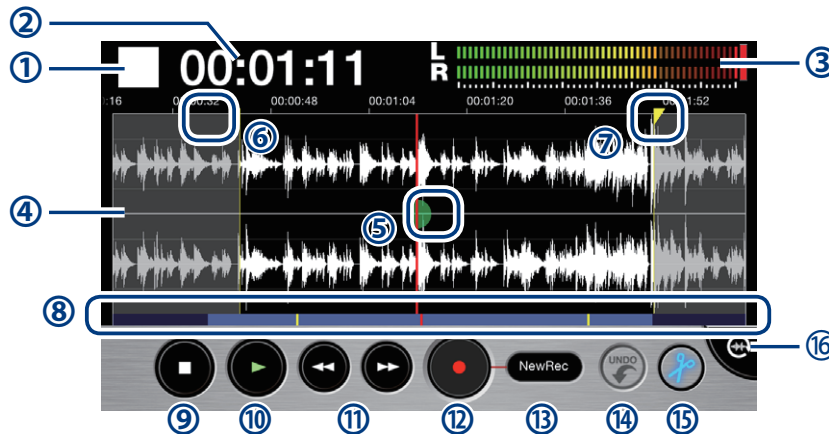 ②
①
00:01:11
L
R
③
:16 00:00:32 00:00:48 00:01:04 00:01:20 00:01:36 00:01:52
⑥
⑦
④
⑤
⑧
NewRec
UNDO
⑯
⑨ ⑩ ⑪ ⑫ ⑬ ⑭ ⑮